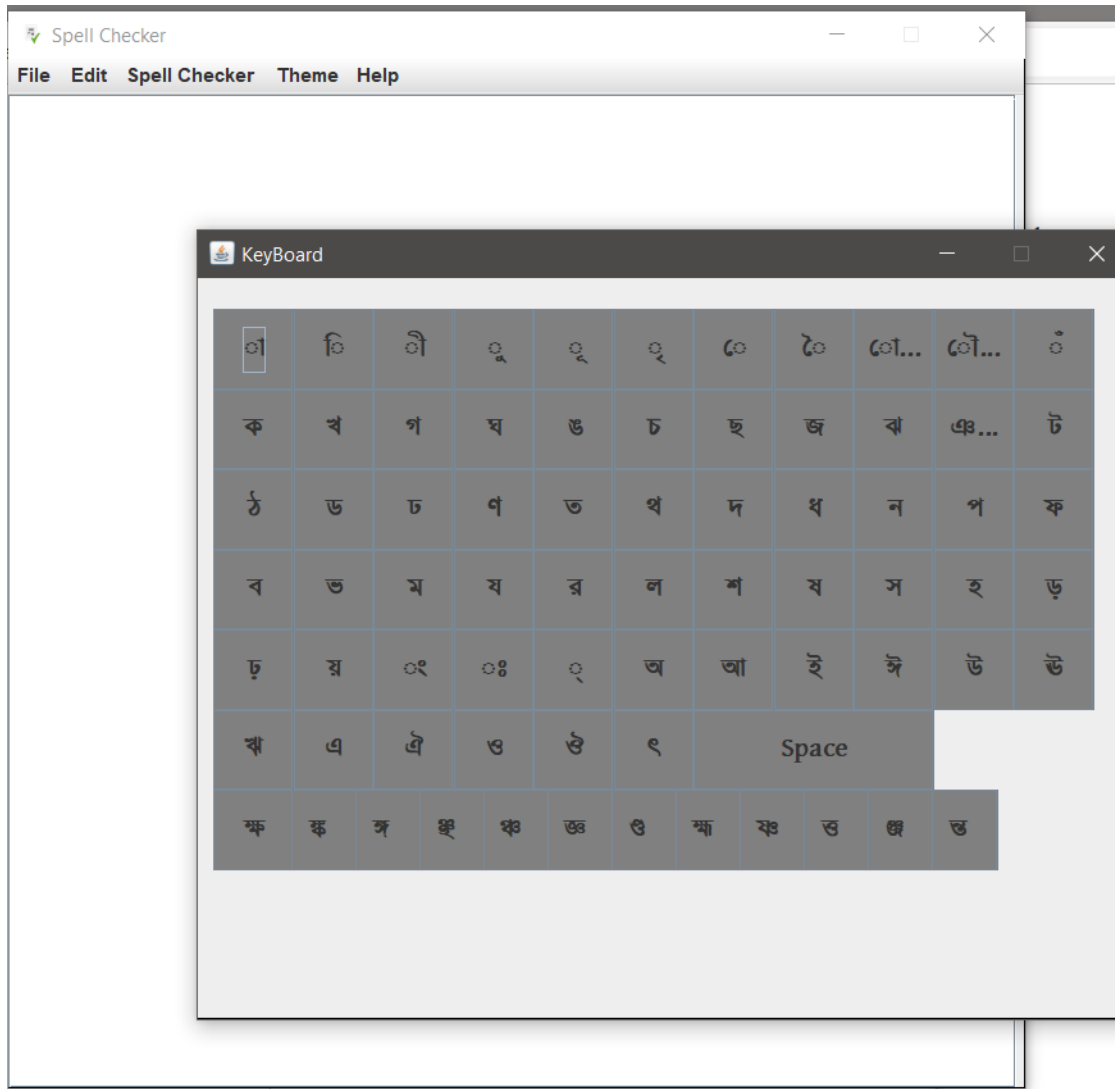 Spell Checker
File Edit Spell Checker Theme Help
KeyBoard
া ি ী ু ূ ৃ ে ৈ ো... ৌ... ঁ
ক খ গ ঘ ঙ চ ছ জ ঝ ঞ... ট
ঠ ড ঢ ণ ত থ দ ধ ন প ফ
ব ভ ম য র ল শ ষ স হ ড়
ঢ় য় ং ঃ ্ অ আ ই ঈ উ ঊ
ঋ এ ঐ ও ঔ ৎ Space
ক্ষ ঙ্ক ঙ্গ ঞ্ছ ঞ্চ জ্ঞ ণ্ড হ্ম ষ্ণ ত্ত ঞ্জ ন্ত